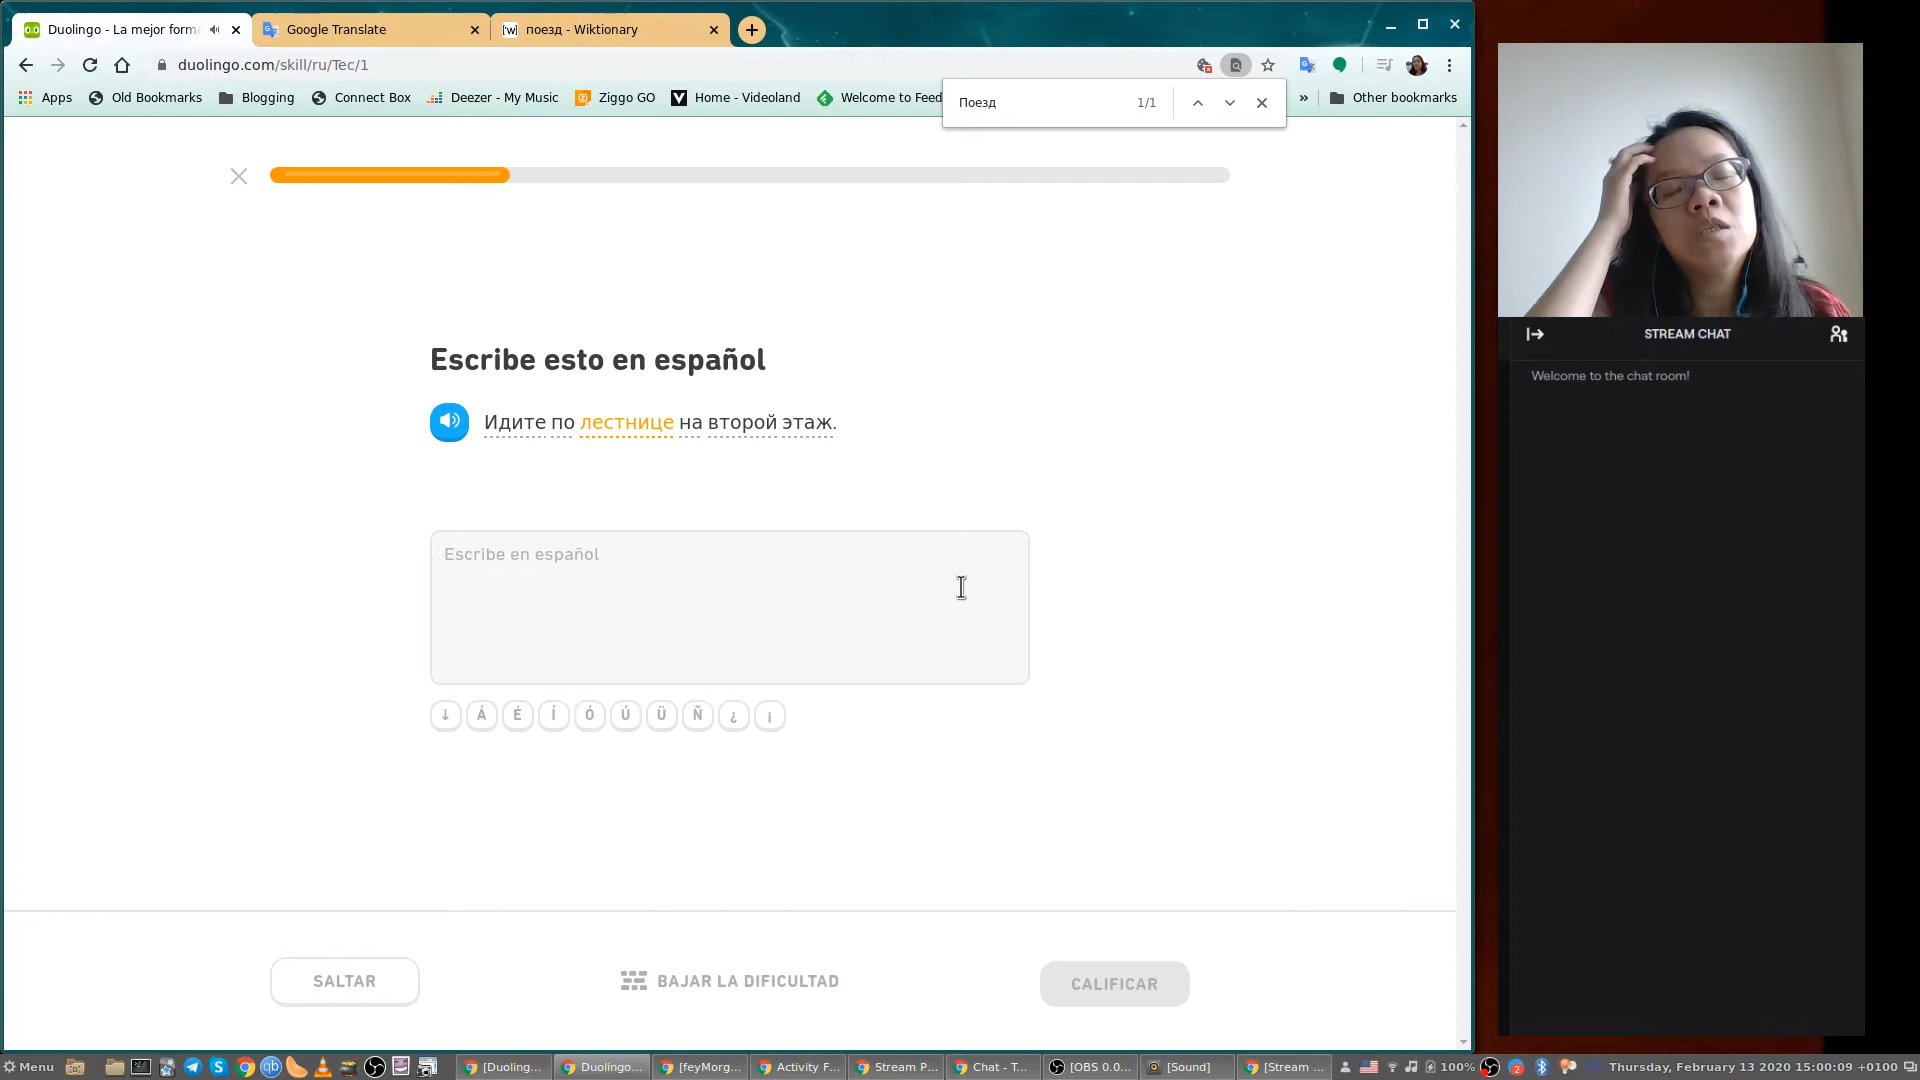 Duolingo - La mejor form
Google Translate
поезд - Wiktionary
duolingo.com/skill/ru/Tec/1
Apps
Old Bookmarks
Blogging
Connect Box
Deezer - My Music
Ziggo GO
Home - Videoland
Welcome to Feed
Поезд
1/1
»
Other bookmarks
Escribe esto en español
Идите по лестнице на второй этаж.
Escribe en español
↓ Á É Í Ó Ú Ü Ñ ¿ ¡
SALTAR
BAJAR LA DIFICULTAD
CALIFICAR
STREAM CHAT
Welcome to the chat room!
Menu
[Duoling...
Duolingo...
[feyMorg...
Activity F...
Stream P...
Chat - T...
[OBS 0.0...
[Sound]
[Stream ...
100%
2
Thursday, February 13 2020 15:00:09 +0100